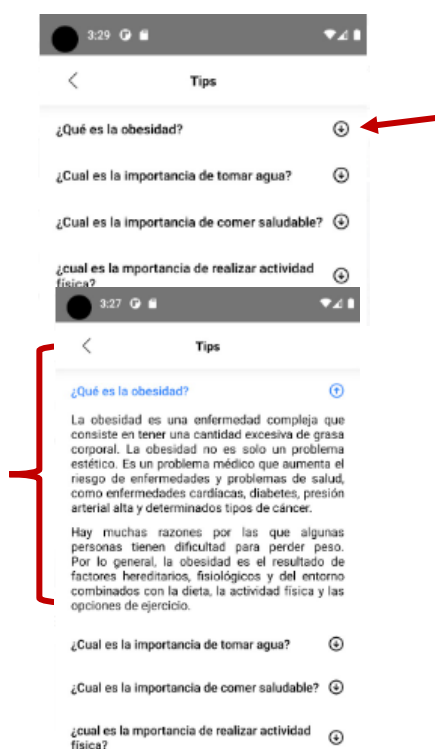 3:29
Tips
¿Qué es la obesidad?
¿Cual es la importancia de tomar agua?
¿Cual es la importancia de comer saludable?
¿cual es la mportancia de realizar actividad
física?
3:27
Tips
¿Qué es la obesidad?
La obesidad es una enfermedad compleja que
consiste en tener una cantidad excesiva de grasa
corporal. La obesidad no es solo un problema
estético. Es un problema médico que aumenta el
riesgo de enfermedades y problemas de salud,
como enfermedades cardíacas, diabetes, presión
arterial alta y determinados tipos de cáncer.
Hay muchas razones por las que algunas
personas tienen dificultad para perder peso.
Por lo general, la obesidad es el resultado de
factores hereditarios, fisiológicos y del entorno
combinados con la dieta, la actividad física y las
opciones de ejercicio.
¿Cual es la importancia de tomar agua?
¿Cual es la importancia de comer saludable?
¿cual es la mportancia de realizar actividad
física?